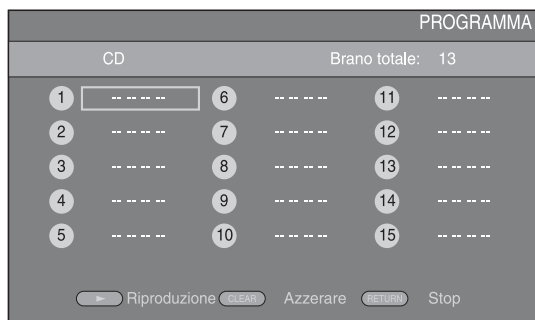 PROGRAMMA
CD Brano totale: 13
1 -- -- -- -- 6 -- -- -- -- 11 -- -- -- --
2 -- -- -- -- 7 -- -- -- -- 12 -- -- -- --
3 -- -- -- -- 8 -- -- -- -- 13 -- -- -- --
4 -- -- -- -- 9 -- -- -- -- 14 -- -- -- --
5 -- -- -- -- 10 -- -- -- -- 15 -- -- -- --
Riproduzione CLEAR Azzerare RETURN Stop